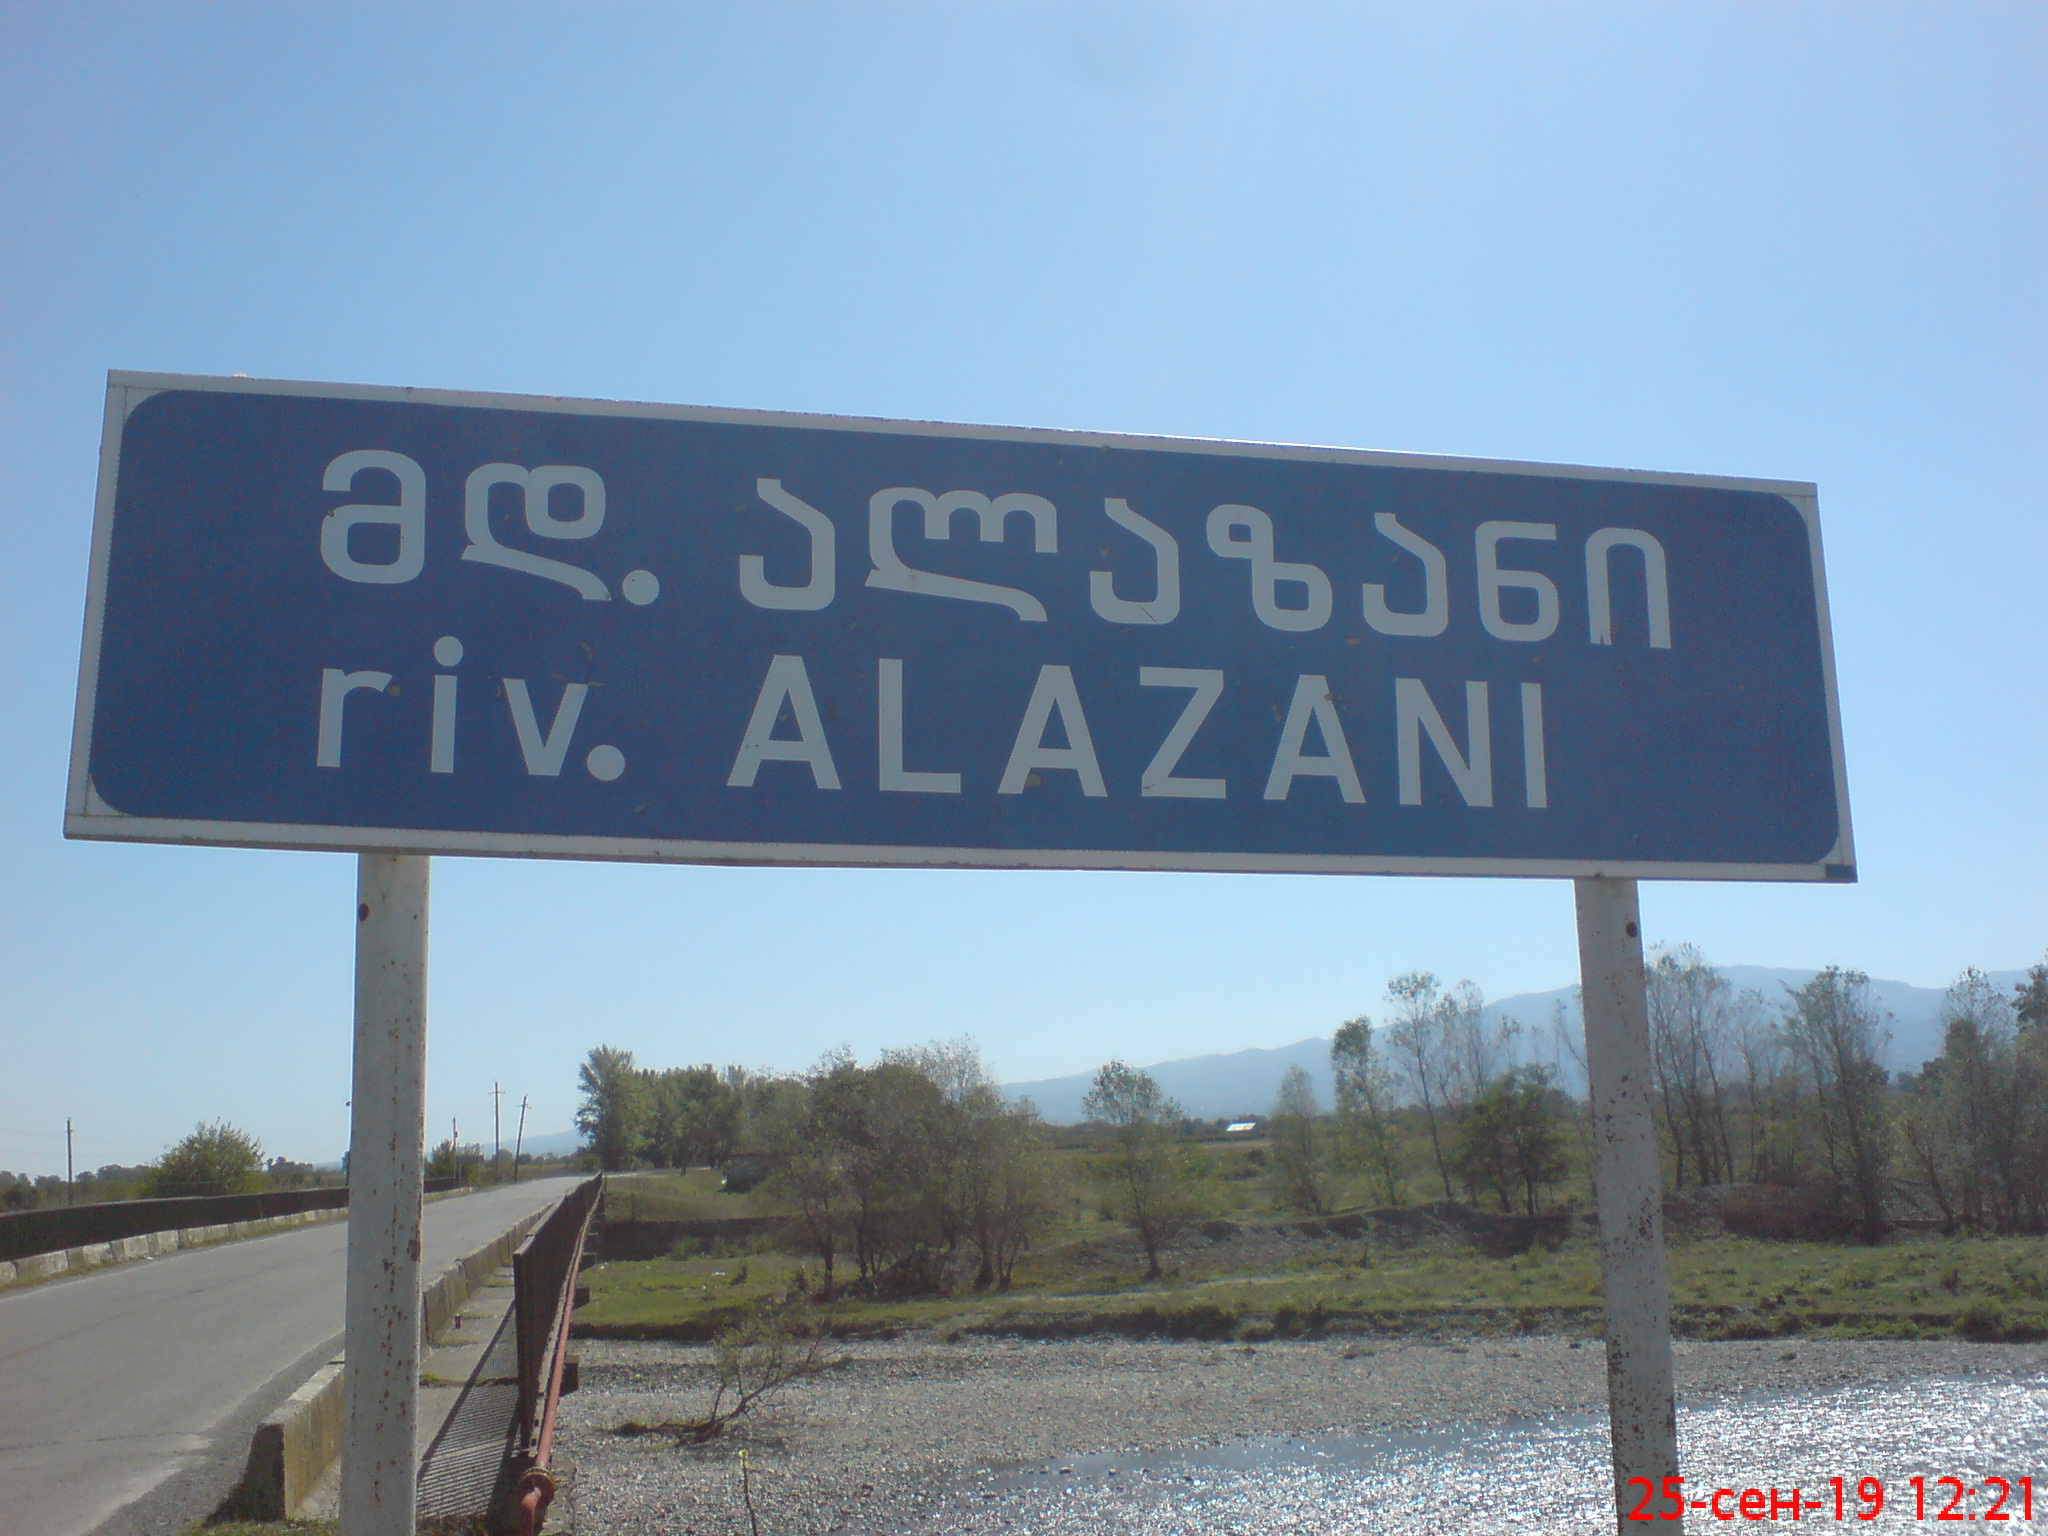 მდ. ალაზანი
riv. ALAZANI
25-сен-19 12:21